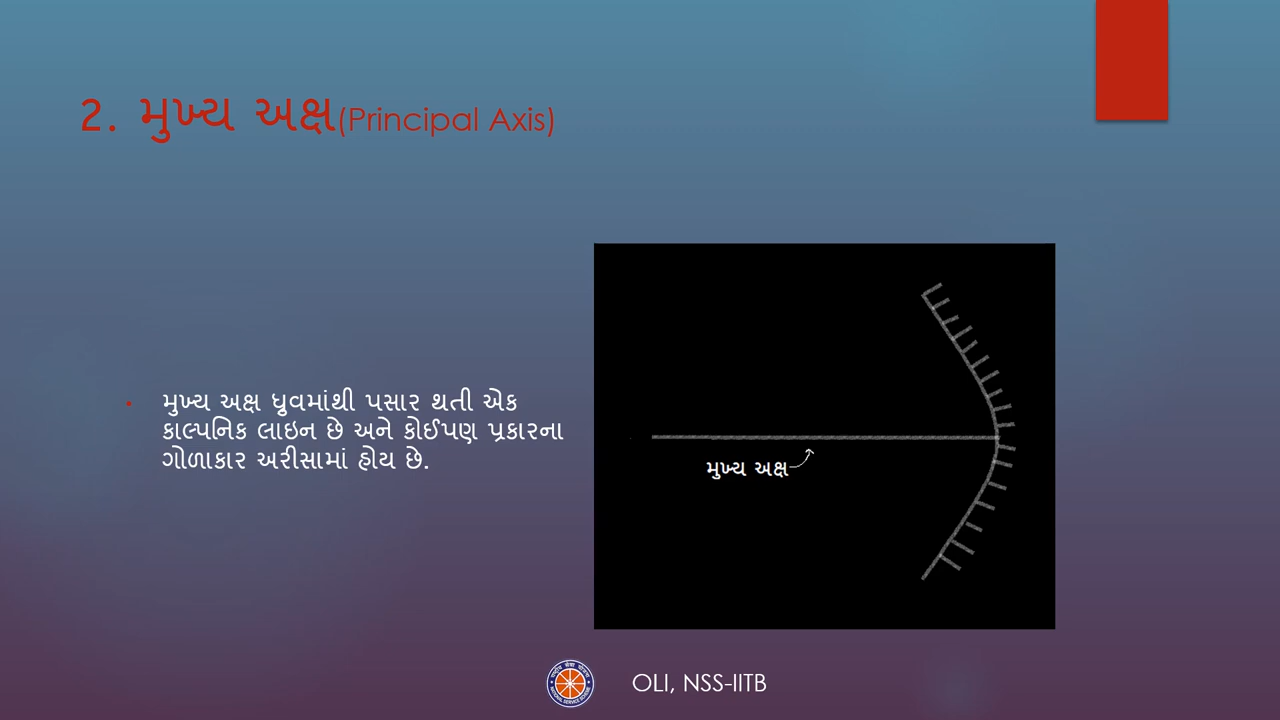 2. મુખ્ય અક્ષ(Principal Axis)
મુખ્ય અક્ષ ધ્રુવમાંથી પસાર થતી એક
કાલ્પનિક લાઇન છે અને કોઈપણ પ્રકારના
ગોળાકાર અરીસામાં હોય છે.
મુખ્ય અક્ષ
OLI, NSS-IITB